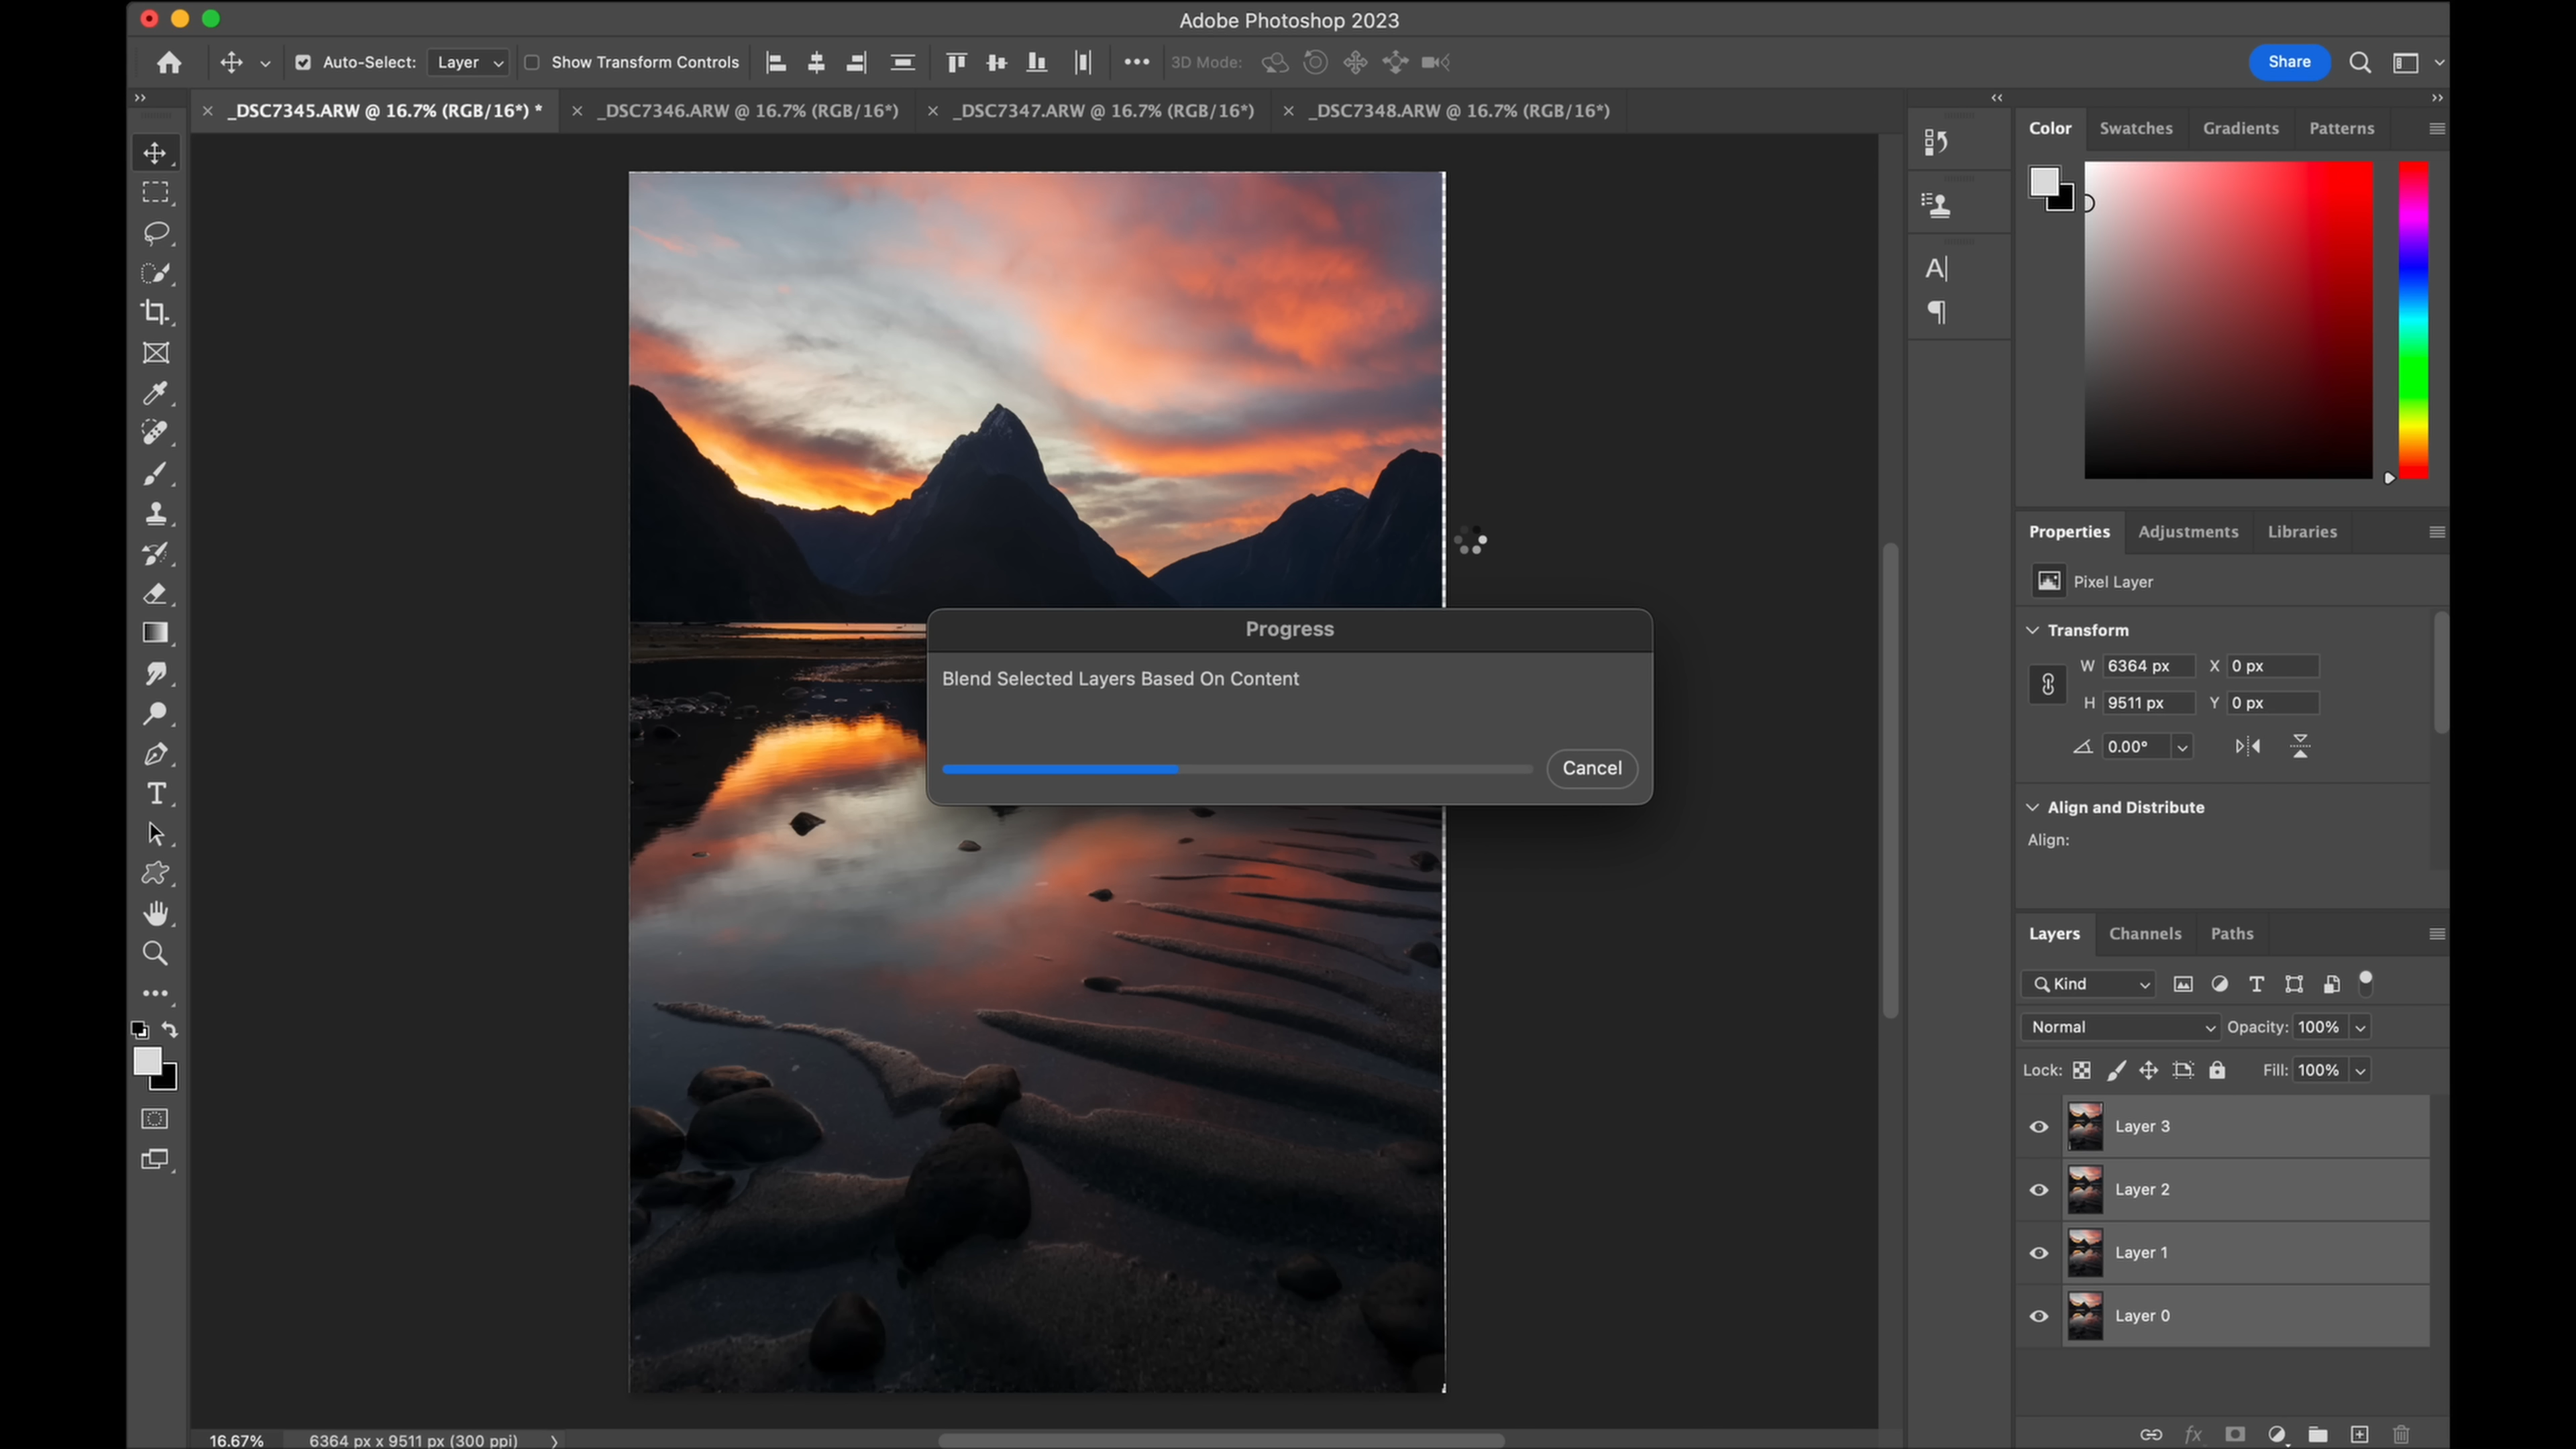 Adobe Photoshop 2023
Auto-Select: Layer Show Transform Controls 3D Mode: Share
_DSC7345.ARW @ 16.7% (RGB/16*) * _DSC7346.ARW @ 16.7% (RGB/16*) _DSC7347.ARW @ 16.7% (RGB/16*) _DSC7348.ARW @ 16.7% (RGB/16*)
Color Swatches Gradients Patterns
Properties Adjustments Libraries
Pixel Layer
Transform
W 6364 px X 0 px
H 9511 px Y 0 px
0.00°
Align and Distribute
Align:
Progress
Blend Selected Layers Based On Content
Cancel
Layers Channels Paths
Kind
Normal Opacity: 100%
Lock: Fill: 100%
Layer 3
Layer 2
Layer 1
Layer 0
16.67% 6364 px x 9511 px (300 ppi)